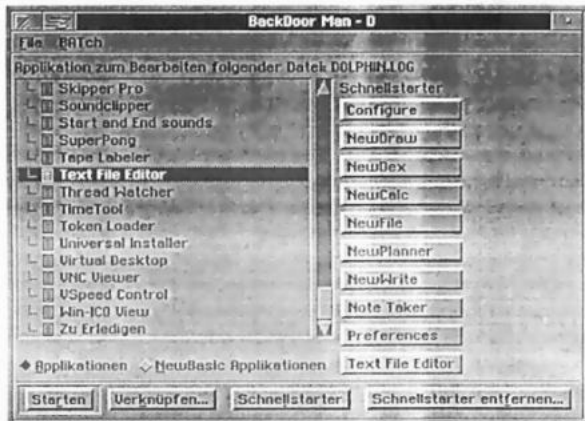 BackDoor Man - D
File BATch
Applikation zum Bearbeiten folgender Datei: DOLPHIN.LOG
Skipper Pro
Soundclipper
Start and End sounds
SuperPong
Tape Labeler
Text File Editor
Thread Watcher
TimeTool
Token Loader
Universal Installer
Virtual Desktop
VNC Viewer
VSpeed Control
Win-ICO View
Zu Erledigen
Applikationen NewBasic Applikationen
Schnellstarter
Configure
NewDraw
NewDex
NewCalc
NewFile
NewPlanner
NewWrite
Note Taker
Preferences
Text File Editor
Starten Verknüpfen... Schnellstarter Schnellstarter entfernen...